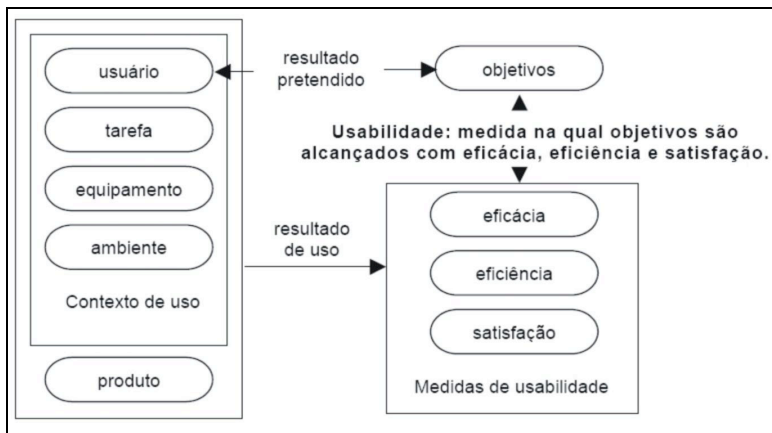 usuário
tarefa
equipamento
ambiente
Contexto de uso
produto
resultado
pretendido
objetivos
Usabilidade: medida na qual objetivos são
alcançados com eficácia, eficiência e satisfação.
resultado
de uso
eficácia
eficiência
satisfação
Medidas de usabilidade